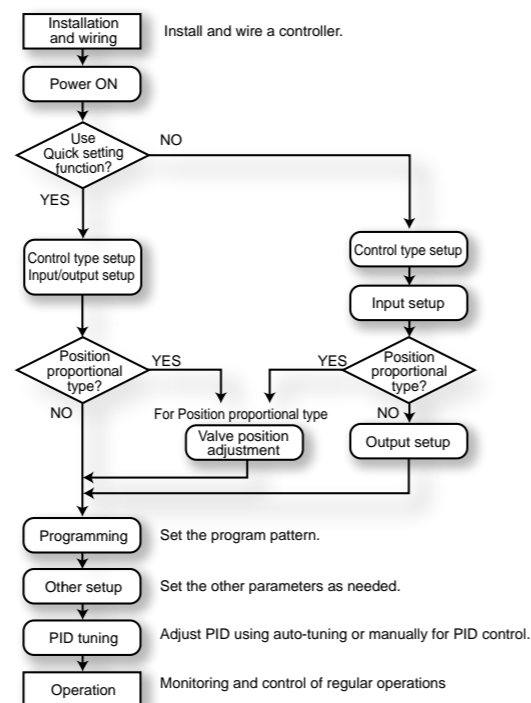 Installation
and wiring
Install and wire a controller.
Power ON
Use
Quick setting
function?
NO
YES
Control type setup
Input/output setup
Control type setup
Input setup
Position
proportional
type?
YES
NO
YES
Position
proportional
type?
NO
For Position proportional type
Valve position
adjustment
Output setup
Programming
Set the program pattern.
Other setup
Set the other parameters as needed.
PID tuning
Adjust PID using auto-tuning or manually for PID control.
Operation
Monitoring and control of regular operations